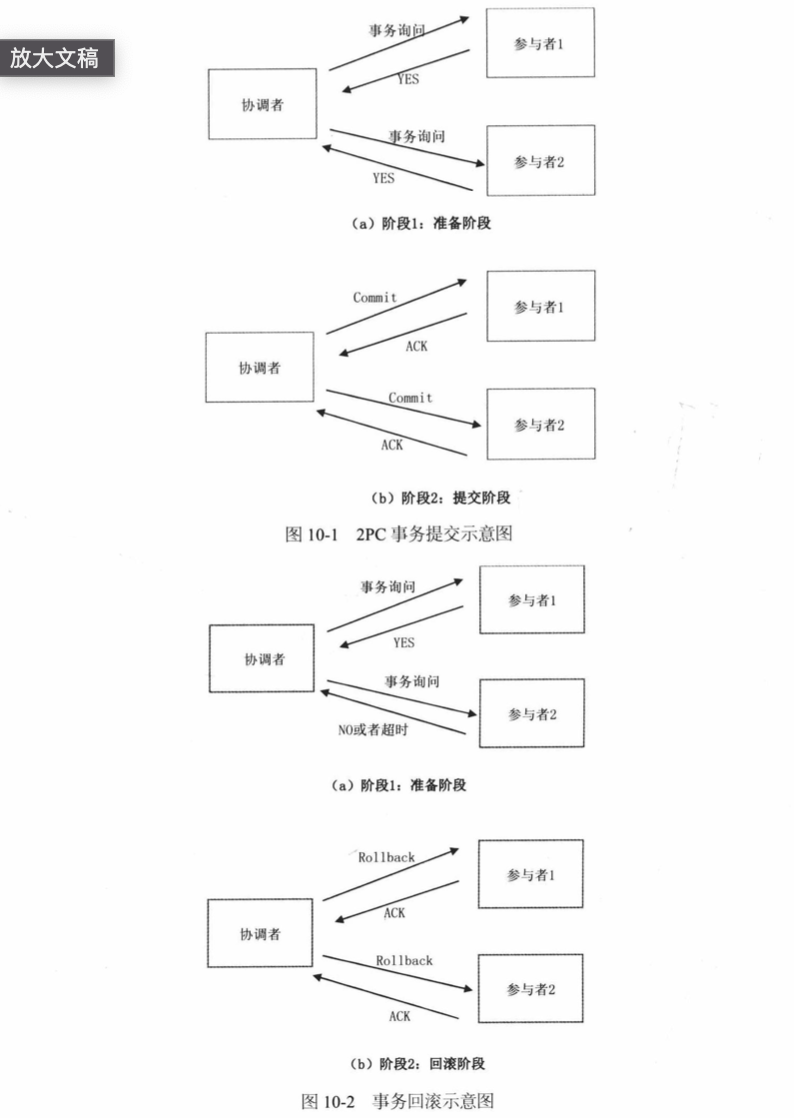 放大文稿
事务询问
参与者1
YES
协调者
事务询问
参与者2
YES
（a）阶段1：准备阶段
Commit
参与者1
ACK
协调者
Commit
参与者2
ACK
（b）阶段2：提交阶段
图 10-1 2PC 事务提交示意图
事务询问
参与者1
YES
协调者
事务询问
参与者2
NO或者超时
（a）阶段1：准备阶段
Rollback
参与者1
ACK
协调者
Rollback
参与者2
ACK
（b）阶段2：回滚阶段
图 10-2 事务回滚示意图